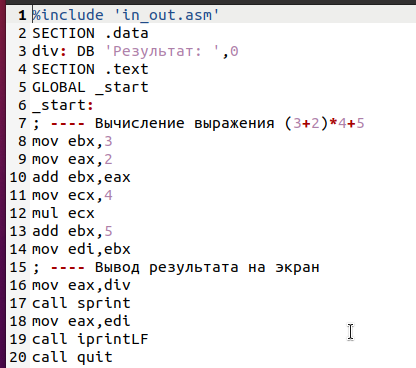 1 %include 'in_out.asm'
2 SECTION .data
3 div: DB 'Результат: ',0
4 SECTION .text
5 GLOBAL _start
6 _start:
7 ; ---- Вычисление выражения (3+2)*4+5
8 mov ebx,3
9 mov eax,2
10 add ebx,eax
11 mov ecx,4
12 mul ecx
13 add ebx,5
14 mov edi,ebx
15 ; ---- Вывод результата на экран
16 mov eax,div
17 call sprint
18 mov eax,edi
19 call iprintLF
20 call quit